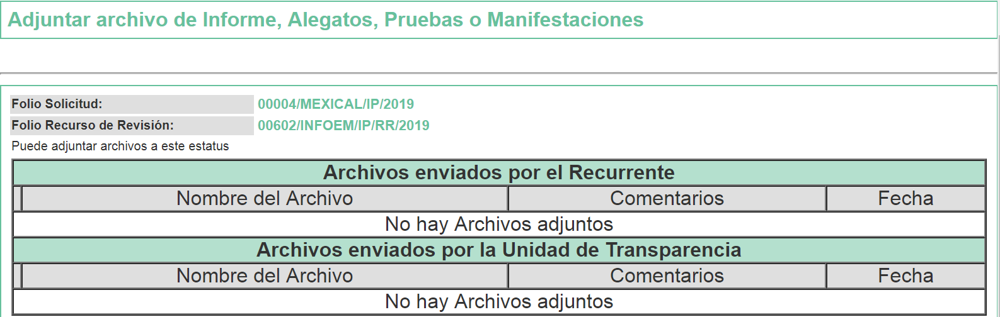 Adjuntar archivo de Informe, Alegatos, Pruebas o Manifestaciones
Folio Solicitud: 00004/MEXICAL/IP/2019
Folio Recurso de Revisión: 00602/INFOEM/IP/RR/2019
Puede adjuntar archivos a este estatus
Archivos enviados por el Recurrente
Nombre del Archivo Comentarios Fecha
No hay Archivos adjuntos
Archivos enviados por la Unidad de Transparencia
Nombre del Archivo Comentarios Fecha
No hay Archivos adjuntos